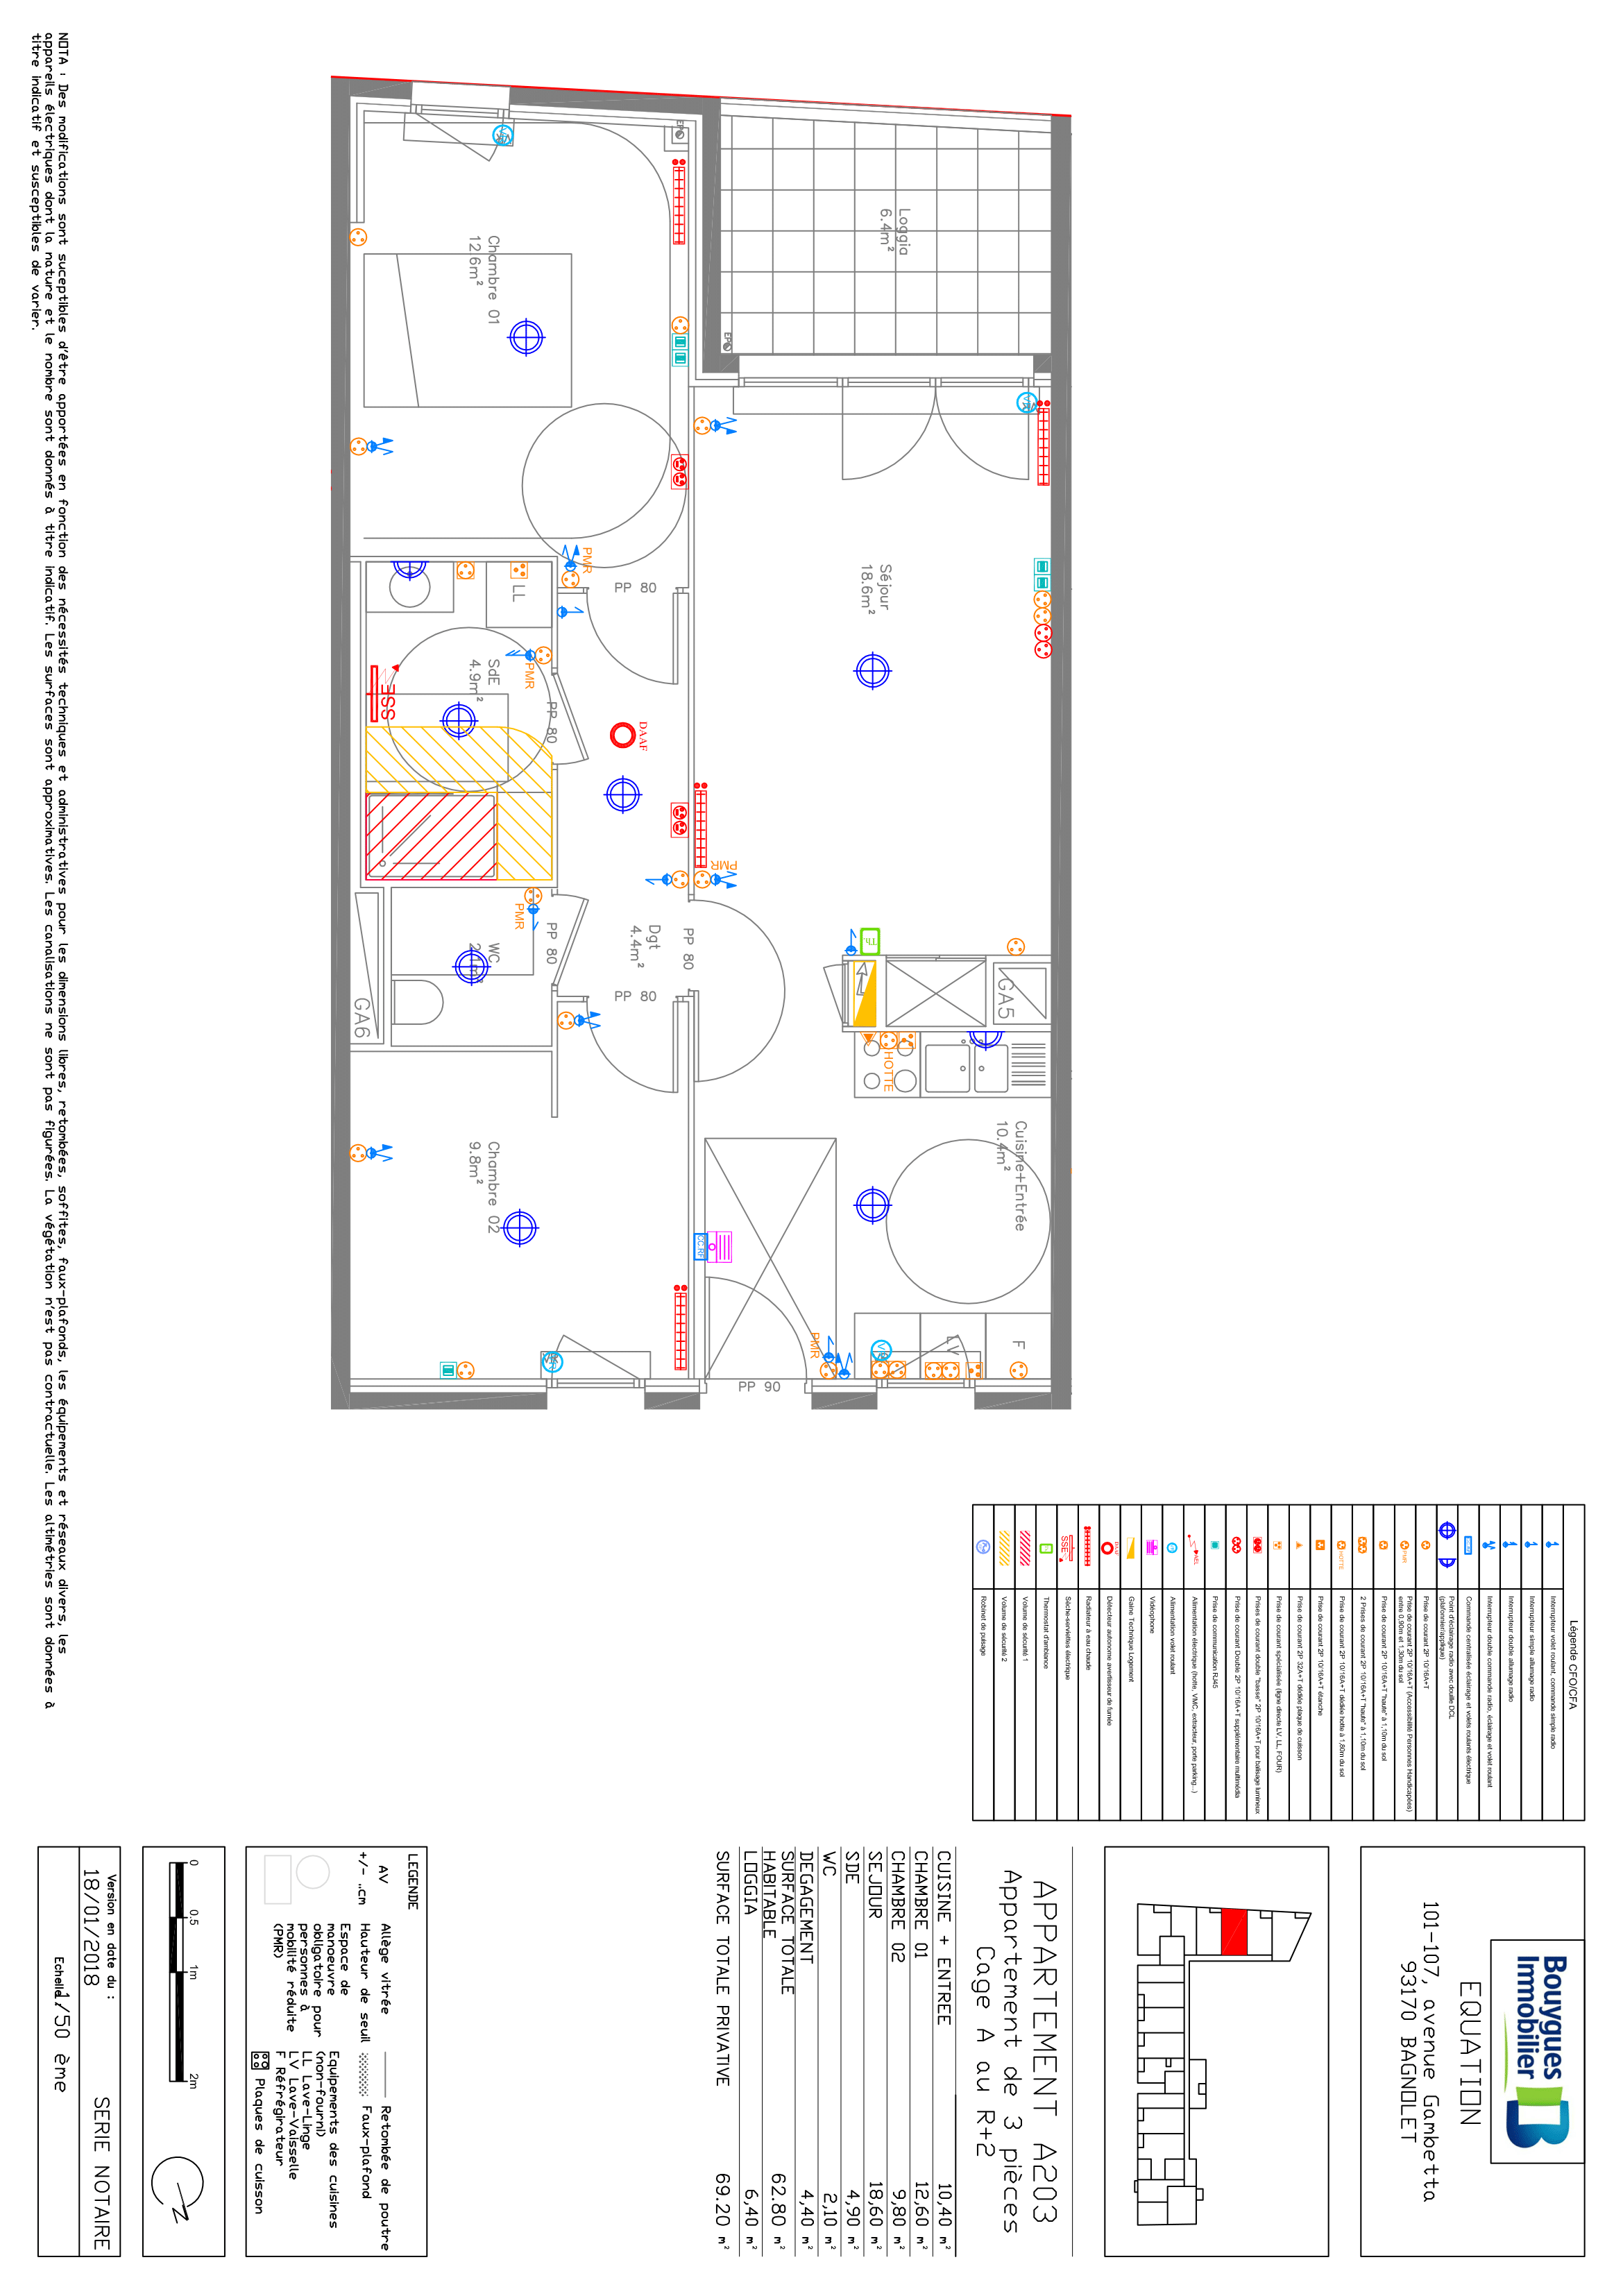 Bouygues
Immobilier
EQUATION
101-107, avenue Gambetta
93170 BAGNOLET
APPARTEMENT A203
Appartement de 3 pièces
Cage A au R+2
CUISINE + ENTREE 10,40 m²
CHAMBRE 01 12,60 m²
CHAMBRE 02 9,80 m²
SEJOUR 18,60 m²
SDE 4,90 m²
WC 2,10 m²
DEGAGEMENT 4,40 m²
SURFACE TOTALE
HABITABLE 62.80 m²
LOGGIA 6,40 m²
SURFACE TOTALE PRIVATIVE 69.20 m²
LEGENDE
AV Allège vitrée
+/- ..cm Hauteur de seuil
Espace de
manoeuvre
obligatoire pour
personnes à
mobilité réduite
(PMR)
Retombée de poutre
Faux-plafond
Equipements des cuisines
(non-fourni)
LL Lave-Linge
LV Lave-Vaisselle
F Réfrégirateur
Plaques de cuisson
0 0.5 1m 2m
N
Version en date du :
18/01/2018
SERIE NOTAIRE
Echelle 1/50 ème
Légende CFO/CFA
Interrupteur volet roulant, commande simple radio
Interrupteur simple allumage radio
Interrupteur double allumage radio
Interrupteur double commande radio, éclairage et volet roulant
Commande centralisée éclairage et volets roulants électrique
Point d'éclairage radio avec douille DCL
(plafonnier/applique)
Prise de courant 2P 10/16A+T
PMR Prise de courant 2P 10/16A+T (Accessibilité Personnes Handicapées)
entre 0,90m et 1,30m du sol
Prise de courant 2P 10/16A+T "haute" à 1,10m du sol
2 Prises de courant 2P 10/16A+T "haute" à 1,10m du sol
HOTTE Prise de courant 2P 10/16A+T dédiée hotte à 1,80m du sol
Prise de courant 2P 10/16A+T étanche
Prise de courant 2P 32A+T dédiée plaque de cuisson
Prise de courant spécialisée (ligne directe LV, LL, FOUR)
Prises de courant double "basse" 2P 10/16A+T pour balisage lumineux
Prise de courant Double 2P 10/16A+T supplémentaire multimédia
Prise de communication RJ45
AEL Alimentation électrique (hotte, VMC, extracteur, porte parking...)
Alimentation volet roulant
Vidéophone
Gaine Technique Logement
DAAF Détecteur autonome avertisseur de fumée
Radiateur à eau chaude
SSE Sèche-serviettes électrique
Thermostat d'ambiance
Volume de sécurité 1
Volume de sécurité 2
Robinet de puisage
Loggia
6.4m²
EP
EP
Chambre 01
12.6m²
Séjour
18.6m²
PMR
PP 80
LL
SdE
4.9m²
PMR
SSE
PP 80
DAAF
PMR
PMR
WC
PP 80
Dgt
4.4m²
PP 80
PP 80
GA6
GA5
HOTTE
Cuisine+Entrée
10.4m²
Chambre 02
9.8m²
PMR
LV
F
PP 90
NOTA : Des modifications sont suceptibles d'être apportées en fonction des nécessités techniques et administratives pour les dimensions libres, retombées, soffites, faux-plafonds, les équipements et réseaux divers, les
appareils électriques dont la nature et le nombre sont donnés à titre indicatif. Les surfaces sont approximatives. Les canalisations ne sont pas figurées. La végétation n'est pas contractuelle. Les altimétries sont données à
titre indicatif et susceptibles de varier.